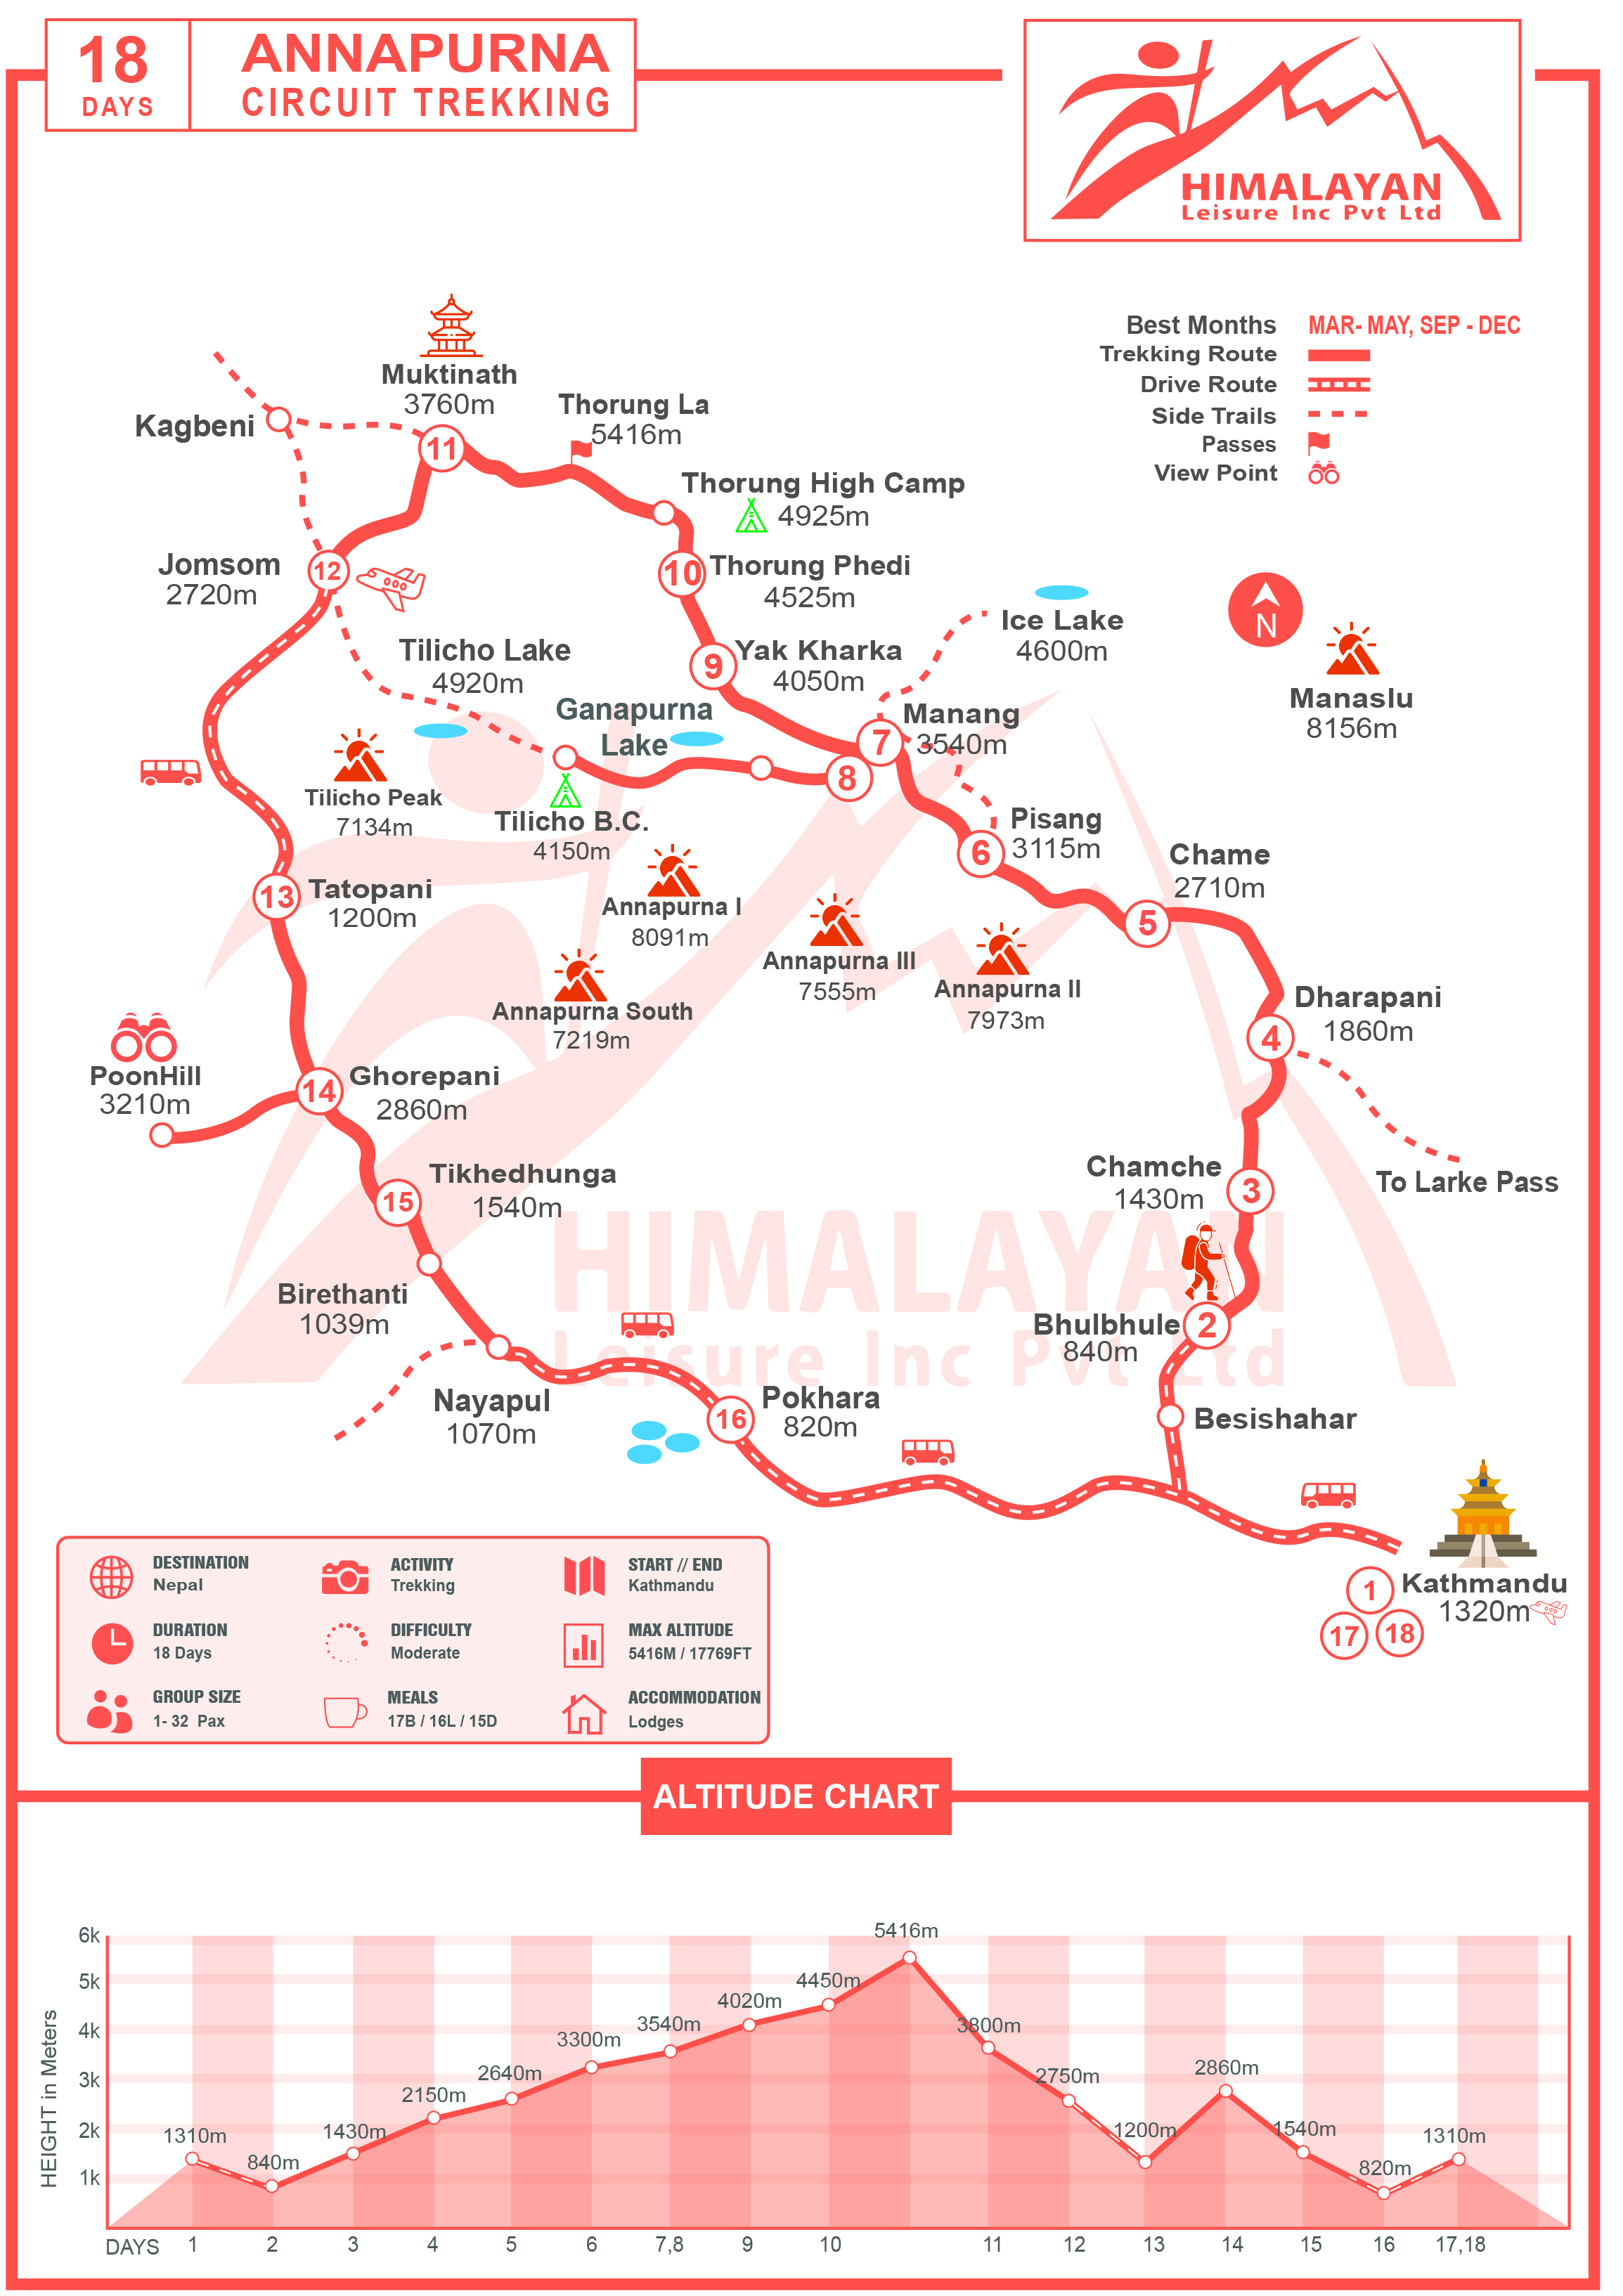 18
DAYS
ANNAPURNA
CIRCUIT TREKKING
HIMALAYAN
Leisure Inc Pvt Ltd
Best Months MAR- MAY, SEP - DEC
Trekking Route
Drive Route
Side Trails
Passes
View Point
N
Muktinath
3760m
11
Thorung La
5416m
Kagbeni
Thorung High Camp
4925m
Jomsom
2720m
12
10
Thorung Phedi
4525m
Ice Lake
4600m
Tilicho Lake
4920m
9
Yak Kharka
4050m
Manaslu
8156m
Ganapurna
Lake
7
Manang
3540m
8
Tilicho Peak
7134m
Tilicho B.C.
4150m
6
Pisang
3115m
Chame
2710m
5
13
Tatopani
1200m
Annapurna I
8091m
Annapurna III
7555m
Annapurna II
7973m
Annapurna South
7219m
Dharapani
1860m
4
PoonHill
3210m
14
Ghorepani
2860m
Chamche
1430m
3
To Larke Pass
15
Tikhedhunga
1540m
HIMALAYAN
Leisure Inc Pvt Ltd
Birethanti
1039m
Bhulbhule
840m
2
Nayapul
1070m
16
Pokhara
820m
Besishahar
Kathmandu
1320m
1
17
18
DESTINATION
Nepal
ACTIVITY
Trekking
START // END
Kathmandu
DURATION
18 Days
DIFFICULTY
Moderate
MAX ALTITUDE
5416M / 17769FT
GROUP SIZE
1- 32 Pax
MEALS
17B / 16L / 15D
ACCOMMODATION
Lodges
ALTITUDE CHART
HEIGHT in Meters
6k
5k
4k
3k
2k
1k
1310m
840m
1430m
2150m
2640m
3300m
3540m
4020m
4450m
5416m
3800m
2750m
1200m
2860m
1540m
820m
1310m
DAYS 1 2 3 4 5 6 7,8 9 10 11 12 13 14 15 16 17,18